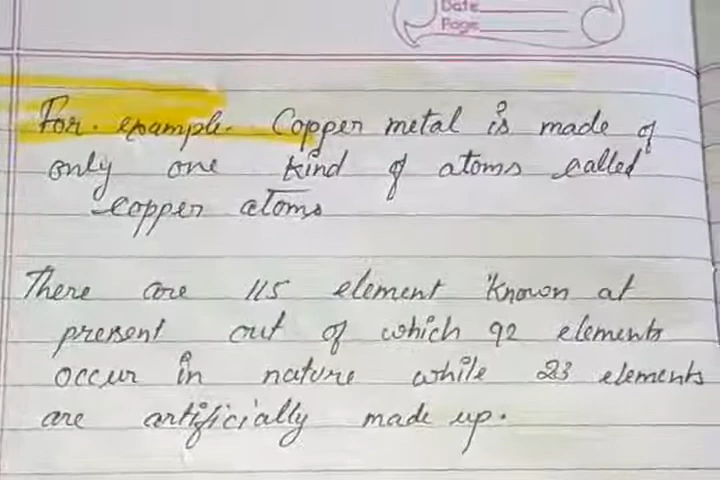 Date
Page
For. example. Copper metal is made of
only one kind of atoms called
copper atoms
There are 115 element known at
present out of which 92 elements
occur in nature while 23 elements
are artificially made up.